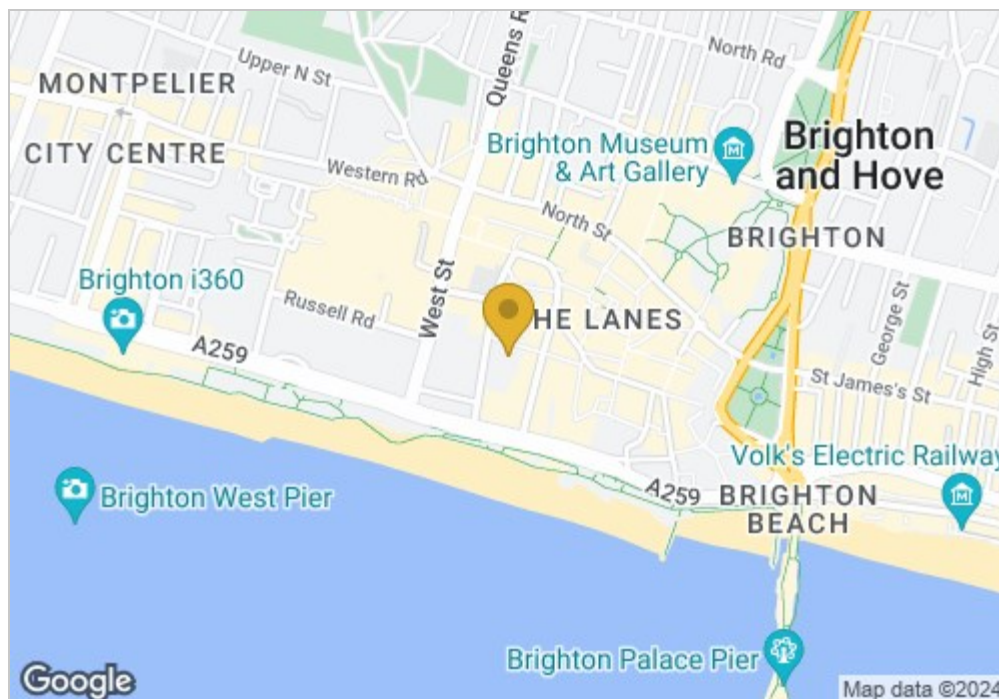 North Rd
Upper N St
Queens R
MONTPELIER
CITY CENTRE
Brighton Museum
& Art Gallery
Brighton
and Hove
Western Rd
North St
BRIGHTON
Brighton i360
Russell Rd
West St
HE LANES
George St
High St
A259
St James's St
Volk's Electric Railway
A259
BRIGHTON
BEACH
Brighton West Pier
Brighton Palace Pier
Google
Map data ©2024